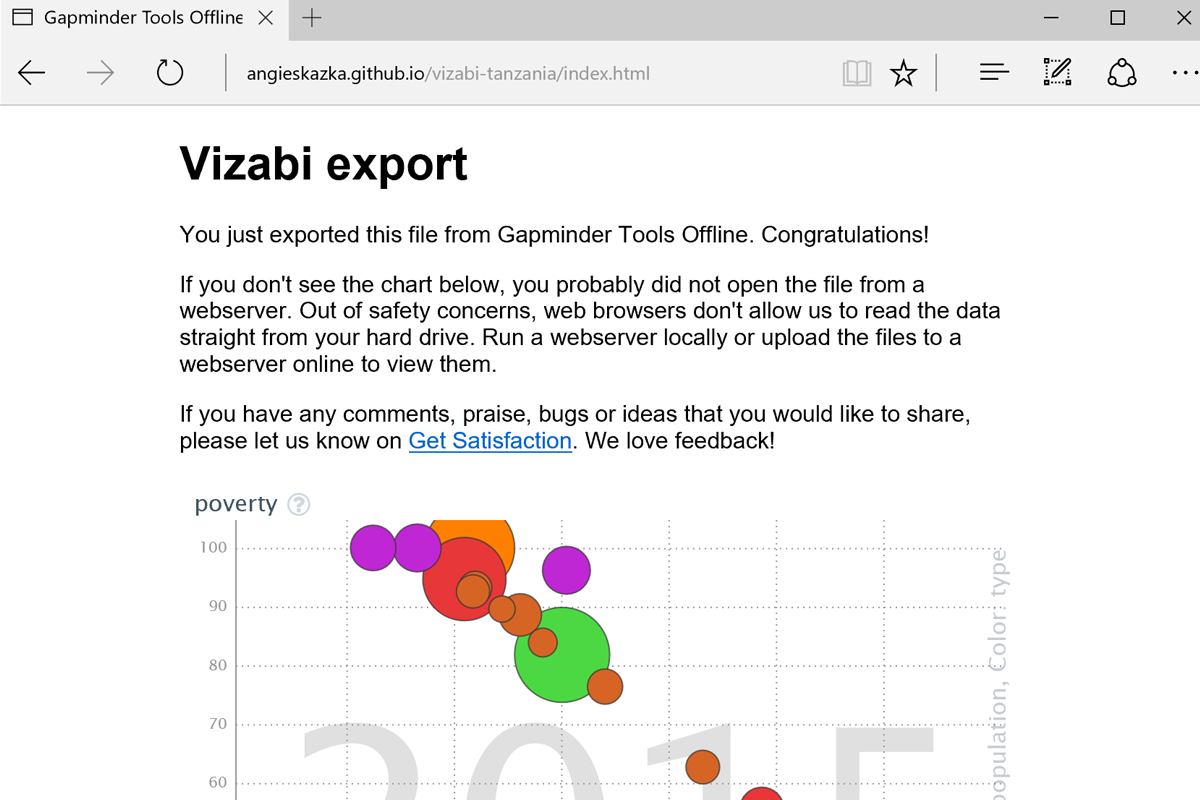 Gapminder Tools Offline
angieskazka.github.io/vizabi-tanzania/index.html
Vizabi export
You just exported this file from Gapminder Tools Offline. Congratulations!
If you don't see the chart below, you probably did not open the file from a
webserver. Out of safety concerns, web browsers don't allow us to read the data
straight from your hard drive. Run a webserver locally or upload the files to a
webserver online to view them.
If you have any comments, praise, bugs or ideas that you would like to share,
please let us know on Get Satisfaction. We love feedback!
poverty ?
100
90
80
70
60
2015
population, Color: type